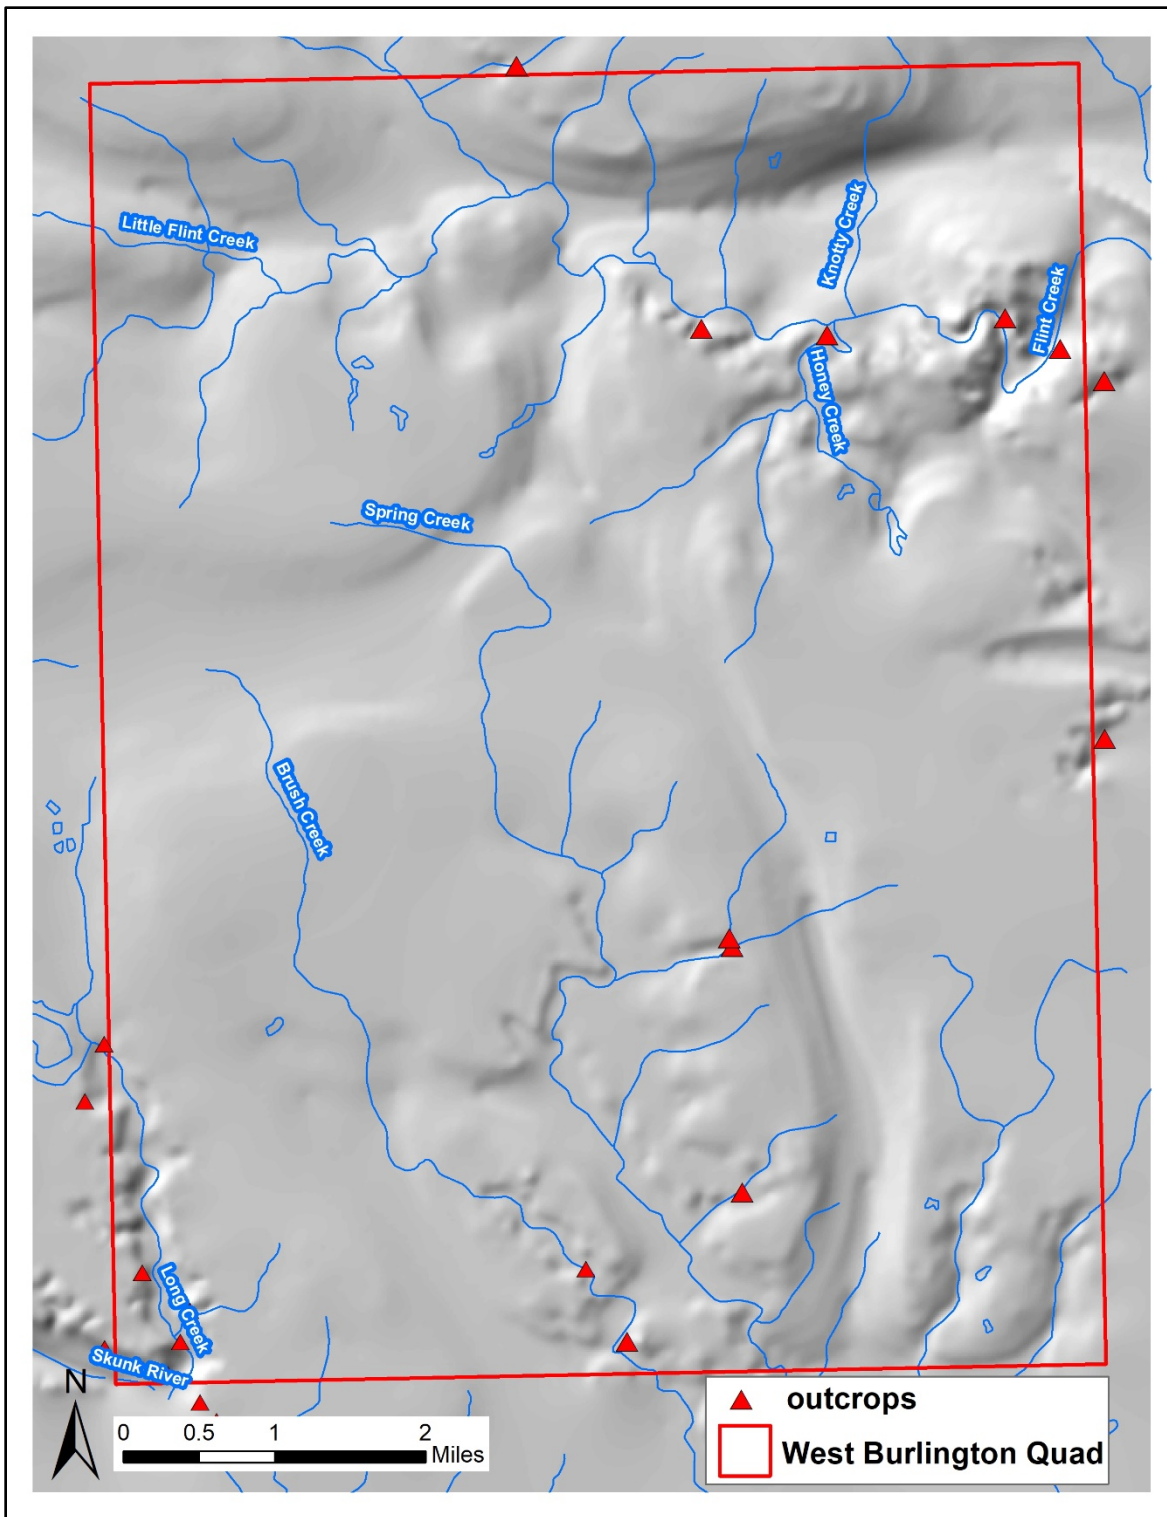 Little Flint Creek
Knotty Creek
Flint Creek
Honey Creek
Spring Creek
Brush Creek
Long Creek
Skunk River
N
0 0.5 1 2
Miles
outcrops
West Burlington Quad